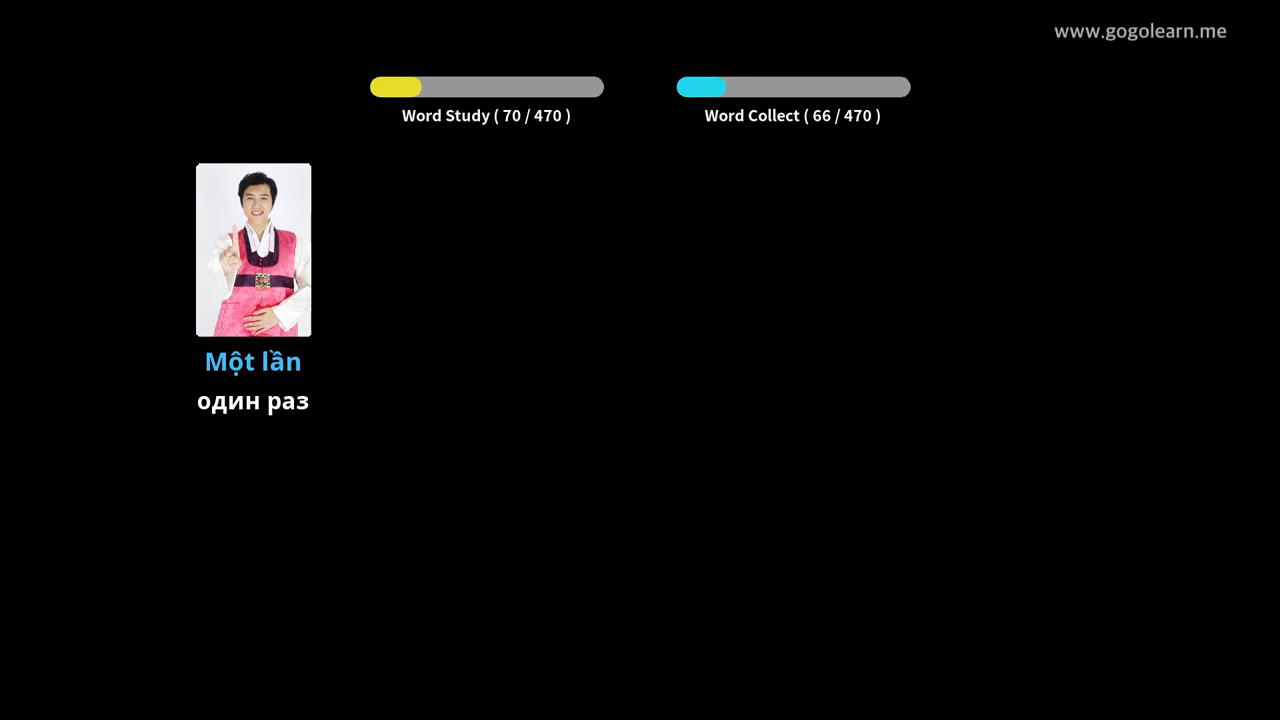 www.gogolearn.me
Word Study ( 70 / 470 )
Word Collect ( 66 / 470 )
Một lần
один раз